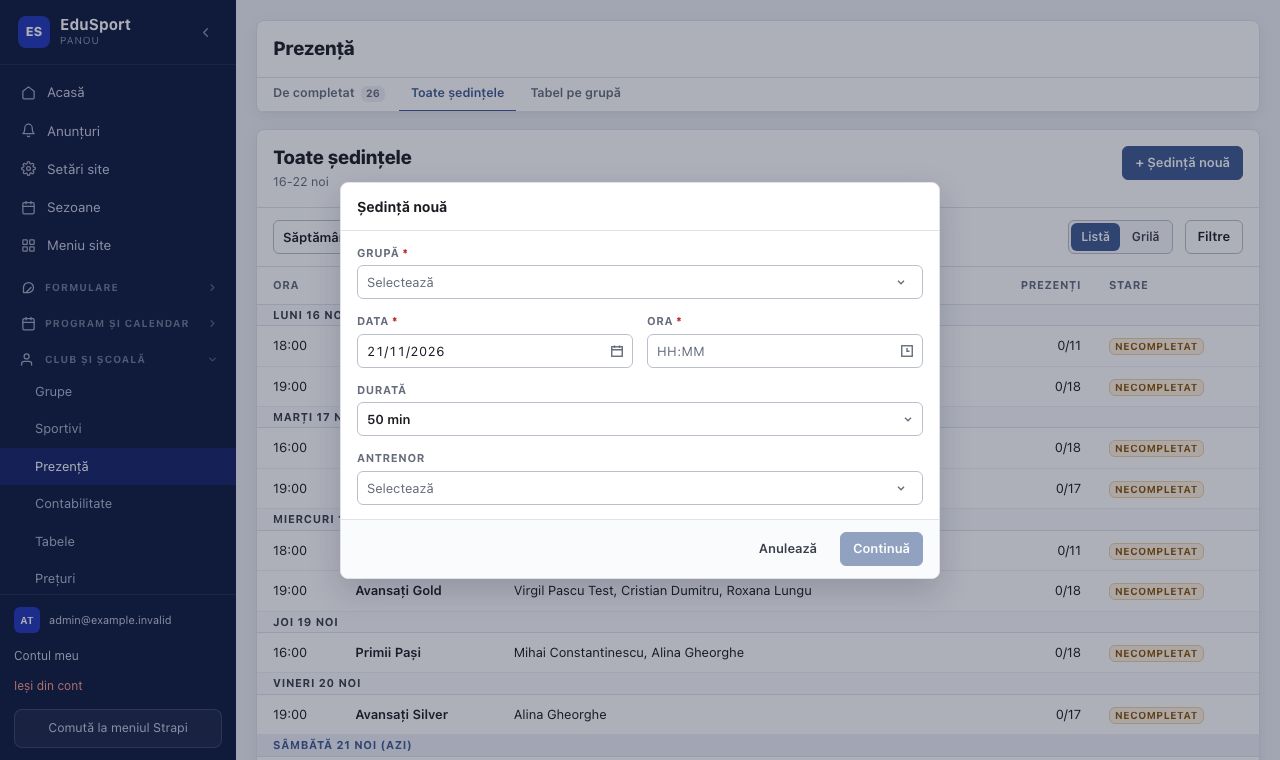 ES
EduSport
PANOU
Acasă
Anunțuri
Setări site
Sezoane
Meniu site
FORMULARE
PROGRAM ȘI CALENDAR
CLUB ȘI ȘCOALĂ
Grupe
Sportivi
Prezență
Contabilitate
Tabele
Prețuri
AT admin@example.invalid
Contul meu
Ieși din cont
Comută la meniul Strapi
Prezență
De completat 26 Toate ședințele Tabel pe grupă
Toate ședințele
16-22 noi
+ Ședință nouă
Săptămâ
Listă Grilă Filtre
ORA PREZENȚI STARE
LUNI 16 NO
18:00 0/11 NECOMPLETAT
19:00 0/18 NECOMPLETAT
MARȚI 17 N
16:00 0/18 NECOMPLETAT
19:00 0/17 NECOMPLETAT
MIERCURI
18:00 0/11 NECOMPLETAT
19:00 Avansați Gold Virgil Pascu Test, Cristian Dumitru, Roxana Lungu 0/18 NECOMPLETAT
JOI 19 NOI
16:00 Primii Pași Mihai Constantinescu, Alina Gheorghe 0/18 NECOMPLETAT
VINERI 20 NOI
19:00 Avansați Silver Alina Gheorghe 0/17 NECOMPLETAT
SÂMBĂTĂ 21 NOI (AZI)
Ședință nouă
GRUPĂ *
Selectează
DATA * ORA *
21/11/2026 HH:MM
DURATĂ
50 min
ANTRENOR
Selectează
Anulează Continuă